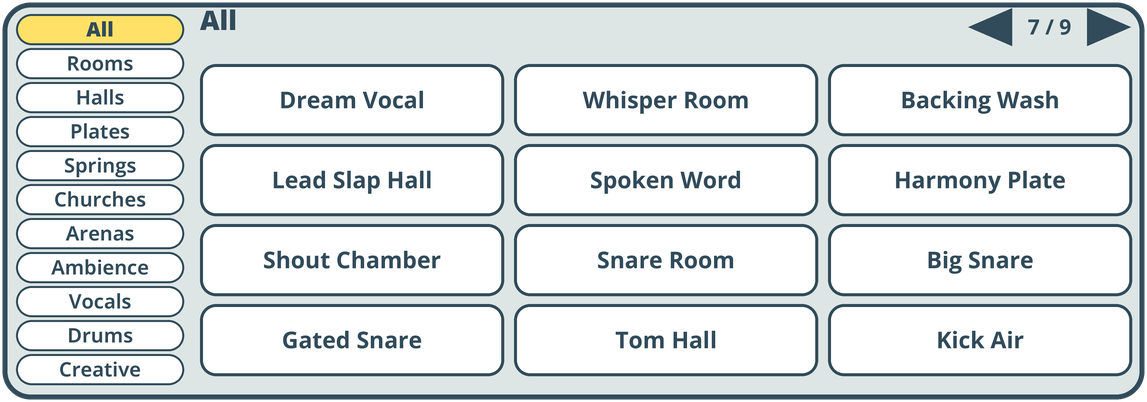 All
Rooms
Halls
Plates
Springs
Churches
Arenas
Ambience
Vocals
Drums
Creative
All
7 / 9
Dream Vocal
Whisper Room
Backing Wash
Lead Slap Hall
Spoken Word
Harmony Plate
Shout Chamber
Snare Room
Big Snare
Gated Snare
Tom Hall
Kick Air